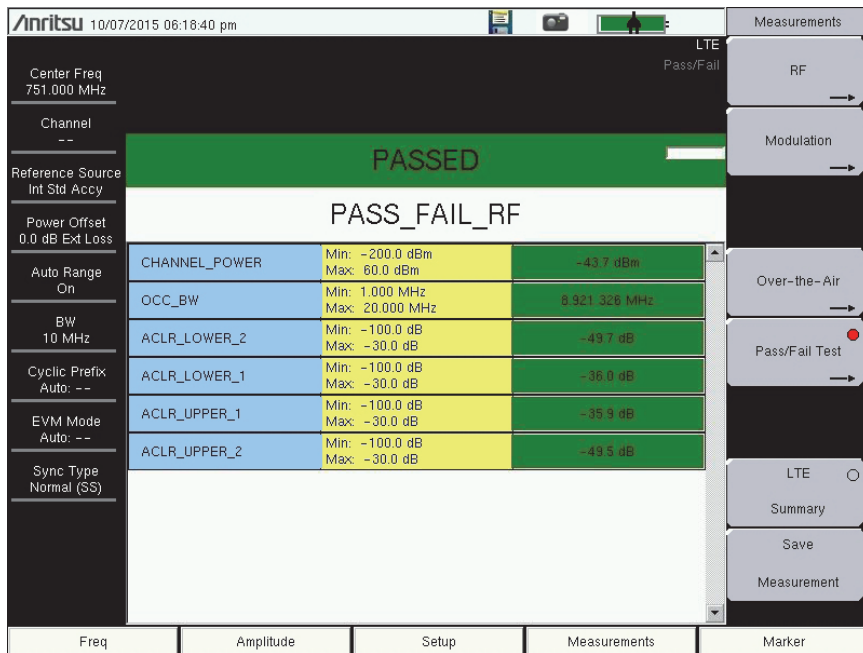 /Inritsu 10/07/2015 06:18:40 pm
Measurements
LTE
Pass/Fail
Center Freq
751.000 MHz
Channel
--
Reference Source
Int Std Accy
Power Offset
0.0 dB Ext Loss
Auto Range
On
BW
10 MHz
Cyclic Prefix
Auto: --
EVM Mode
Auto: --
Sync Type
Normal (SS)
PASSED
PASS_FAIL_RF
CHANNEL_POWER Min: -200.0 dBm -43.7 dBm
Max: 60.0 dBm
OCC_BW Min: 1.000 MHz 8.921 326 MHz
Max: 20.000 MHz
ACLR_LOWER_2 Min: -100.0 dB -49.7 dB
Max: -30.0 dB
ACLR_LOWER_1 Min: -100.0 dB -36.0 dB
Max: -30.0 dB
ACLR_UPPER_1 Min: -100.0 dB -35.9 dB
Max: -30.0 dB
ACLR_UPPER_2 Min: -100.0 dB -49.5 dB
Max: -30.0 dB
RF
Modulation
Over-the-Air
Pass/Fail Test
LTE
Summary
Save
Measurement
Freq Amplitude Setup Measurements Marker